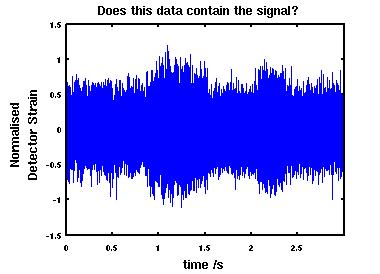 Does this data contain the signal?
1.5
1
0.5
0
-0.5
-1
-1.5
Normalised
Detector Strain
0 0.5 1 1.5 2 2.5
time /s